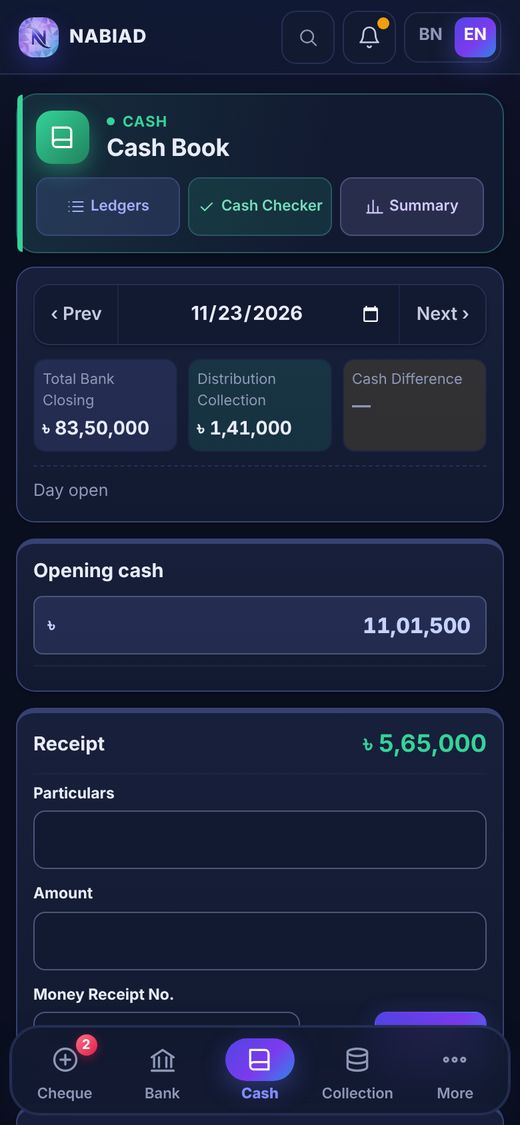 NABIAD
BN EN
CASH
Cash Book
Ledgers
Cash Checker
Summary
‹ Prev
11/23/2026
Next ›
Total Bank
Closing
৳ 83,50,000
Distribution
Collection
৳ 1,41,000
Cash Difference
—
Day open
Opening cash
৳ 11,01,500
Receipt ৳ 5,65,000
Particulars
Amount
Money Receipt No.
2
Cheque
Bank
Cash
Collection
More